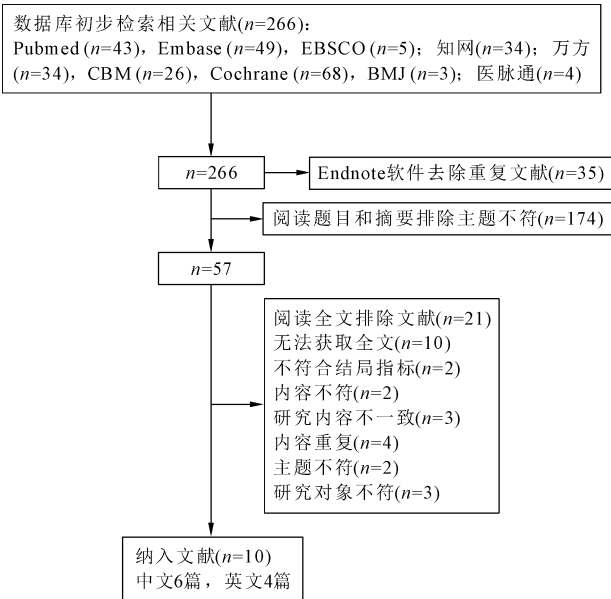 数据库初步检索相关文献(n=266)：
Pubmed (n=43)，Embase (n=49)，EBSCO (n=5)；知网(n=34)；万方
(n=34)，CBM (n=26)，Cochrane (n=68)，BMJ (n=3)；医脉通(n=4)
n=266
Endnote软件去除重复文献(n=35)
阅读题目和摘要排除主题不符(n=174)
n=57
阅读全文排除文献(n=21)
无法获取全文(n=10)
不符合结局指标(n=2)
内容不符(n=2)
研究内容不一致(n=3)
内容重复(n=4)
主题不符(n=2)
研究对象不符(n=3)
纳入文献(n=10)
中文6篇，英文4篇